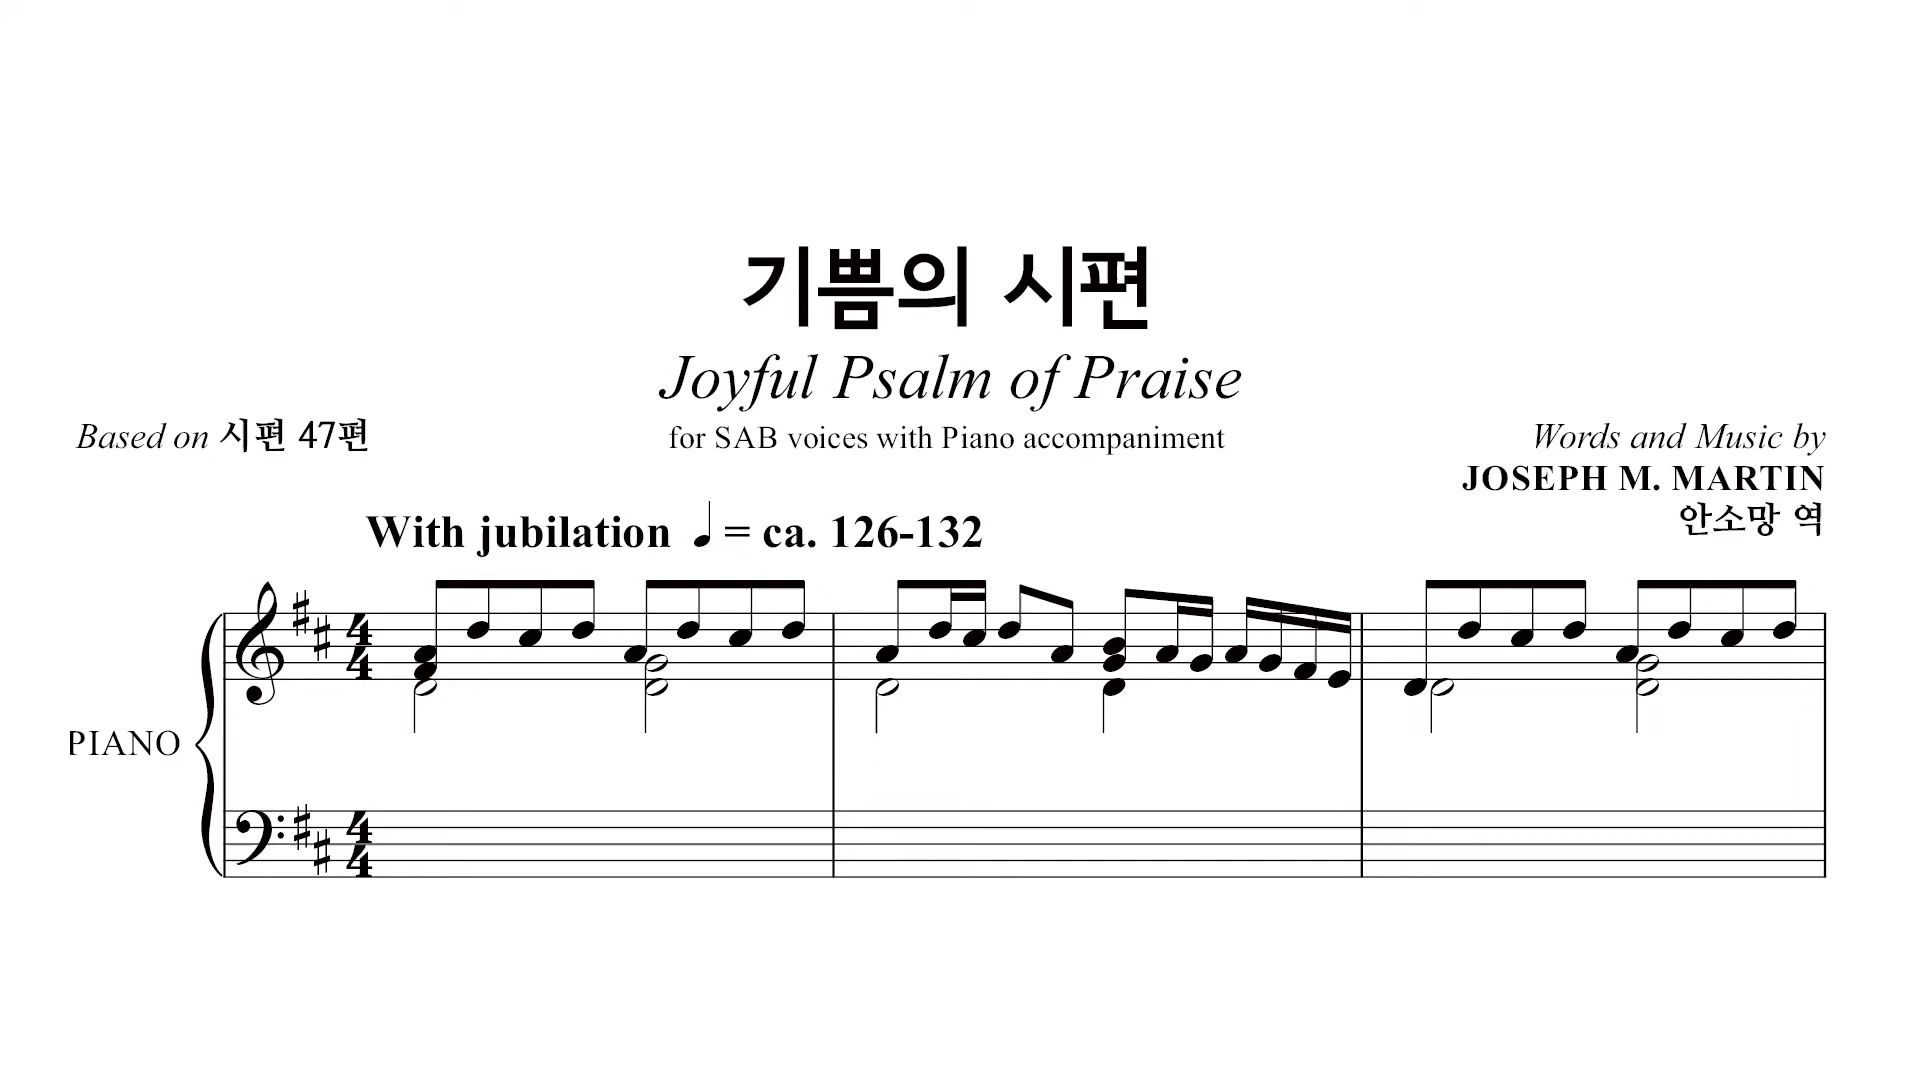 기쁨의 시편
Joyful Psalm of Praise
Based on 시편 47편
for SAB voices with Piano accompaniment
Words and Music by
JOSEPH M. MARTIN
안소망 역
With jubilation ♩ = ca. 126-132
PIANO